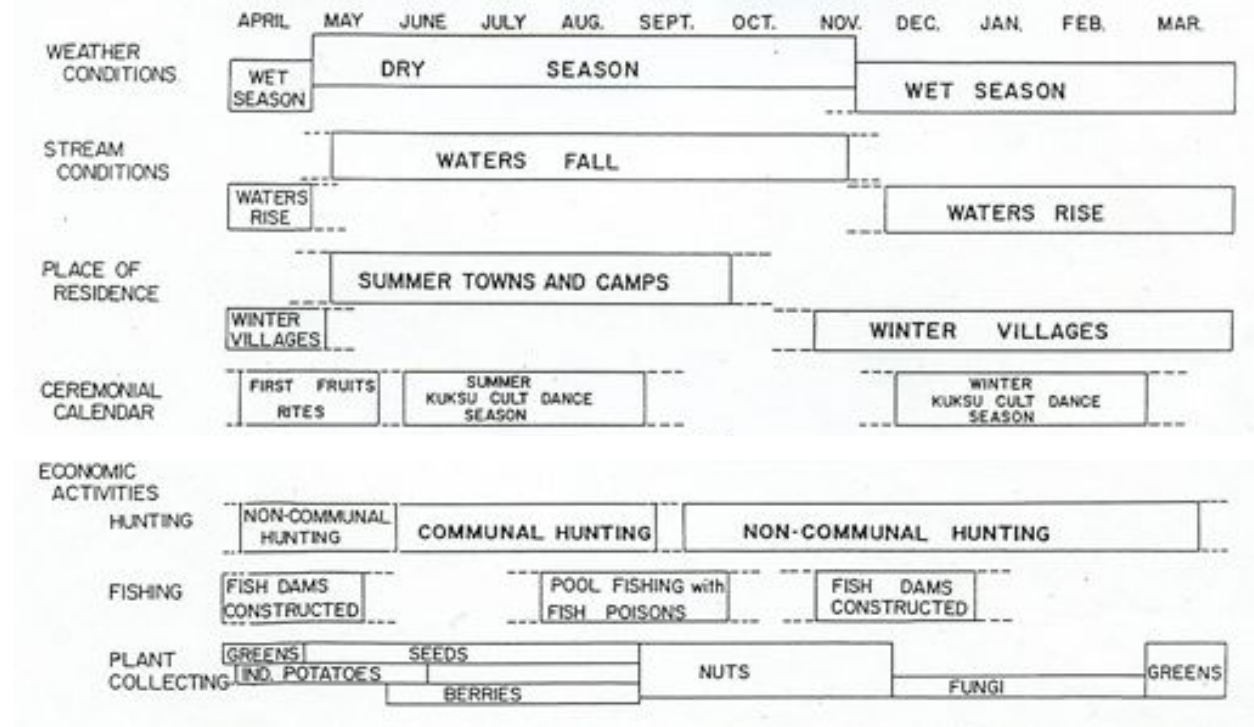 APRIL MAY JUNE JULY AUG. SEPT. OCT. NOV. DEC. JAN. FEB. MAR.
WEATHER
CONDITIONS
WET
SEASON
DRY SEASON
WET SEASON
STREAM
CONDITIONS
WATERS FALL
WATERS
RISE
WATERS RISE
PLACE OF
RESIDENCE
SUMMER TOWNS AND CAMPS
WINTER
VILLAGES
WINTER VILLAGES
CEREMONIAL
CALENDAR
FIRST FRUITS
RITES
SUMMER
KUKSU CULT DANCE
SEASON
WINTER
KUKSU CULT DANCE
SEASON
ECONOMIC
ACTIVITIES
HUNTING
NON-COMMUNAL
HUNTING
COMMUNAL HUNTING
NON-COMMUNAL HUNTING
FISHING
FISH DAMS
CONSTRUCTED
POOL FISHING with
FISH POISONS
FISH DAMS
CONSTRUCTED
PLANT
COLLECTING
GREENS
SEEDS
IND. POTATOES
BERRIES
NUTS
FUNGI
GREENS